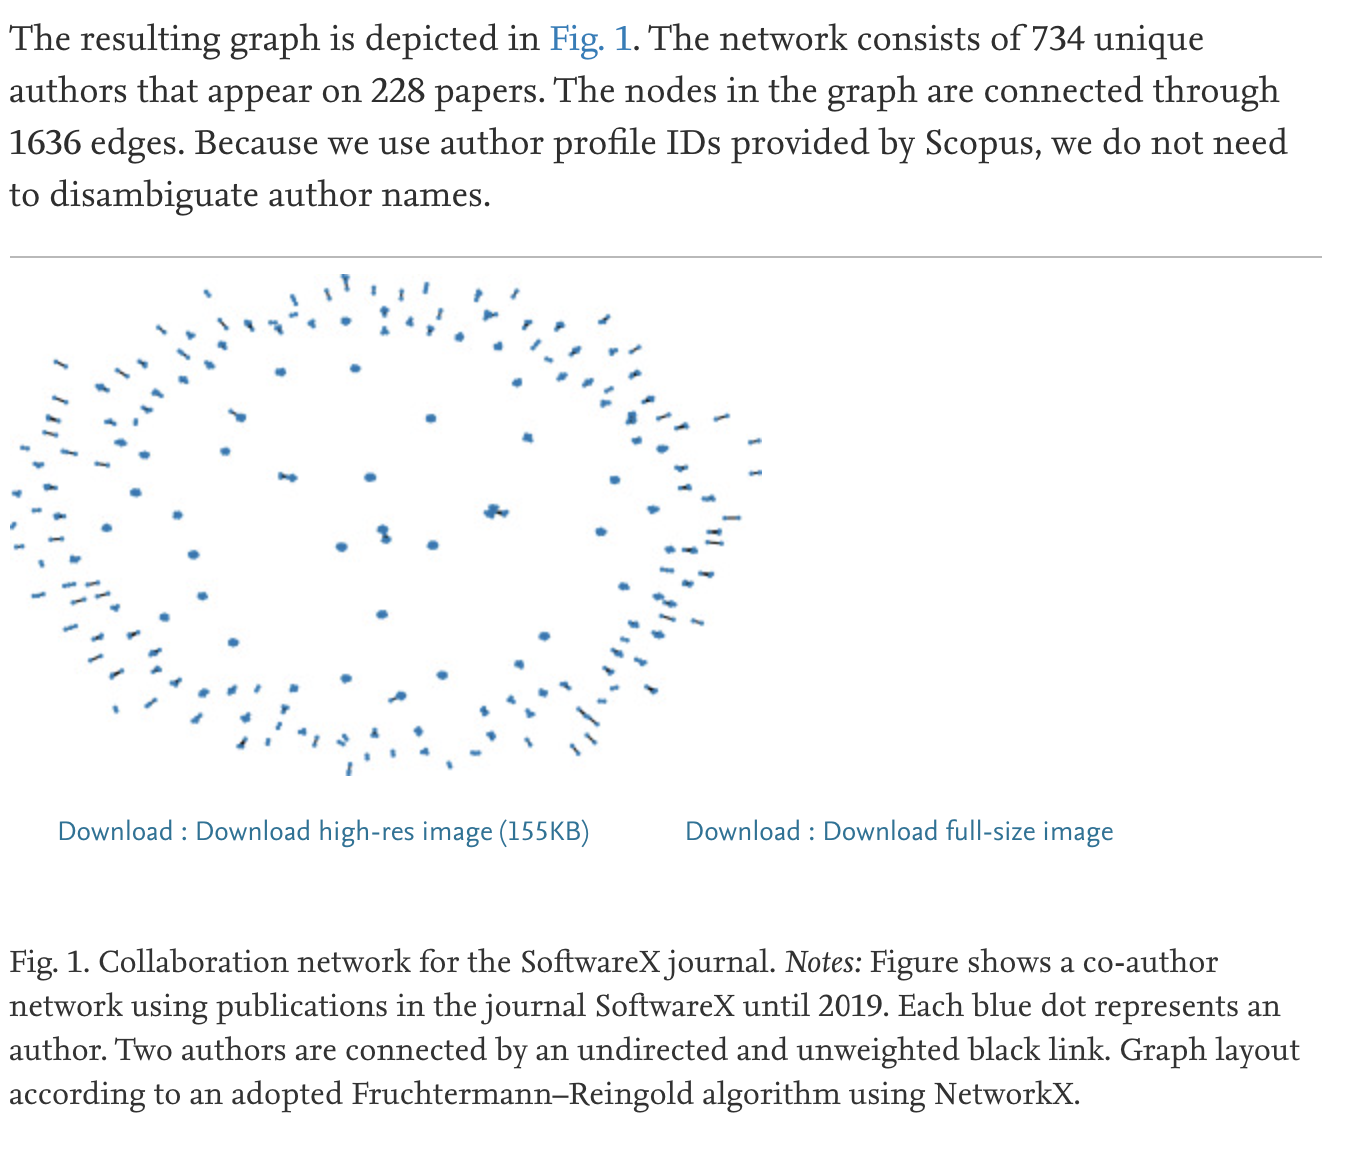 The resulting graph is depicted in Fig. 1. The network consists of 734 unique
authors that appear on 228 papers. The nodes in the graph are connected through
1636 edges. Because we use author profile IDs provided by Scopus, we do not need
to disambiguate author names.
Download : Download high-res image (155KB)
Download : Download full-size image
Fig. 1. Collaboration network for the SoftwareX journal. Notes: Figure shows a co-author
network using publications in the journal SoftwareX until 2019. Each blue dot represents an
author. Two authors are connected by an undirected and unweighted black link. Graph layout
according to an adopted Fruchtermann–Reingold algorithm using NetworkX.